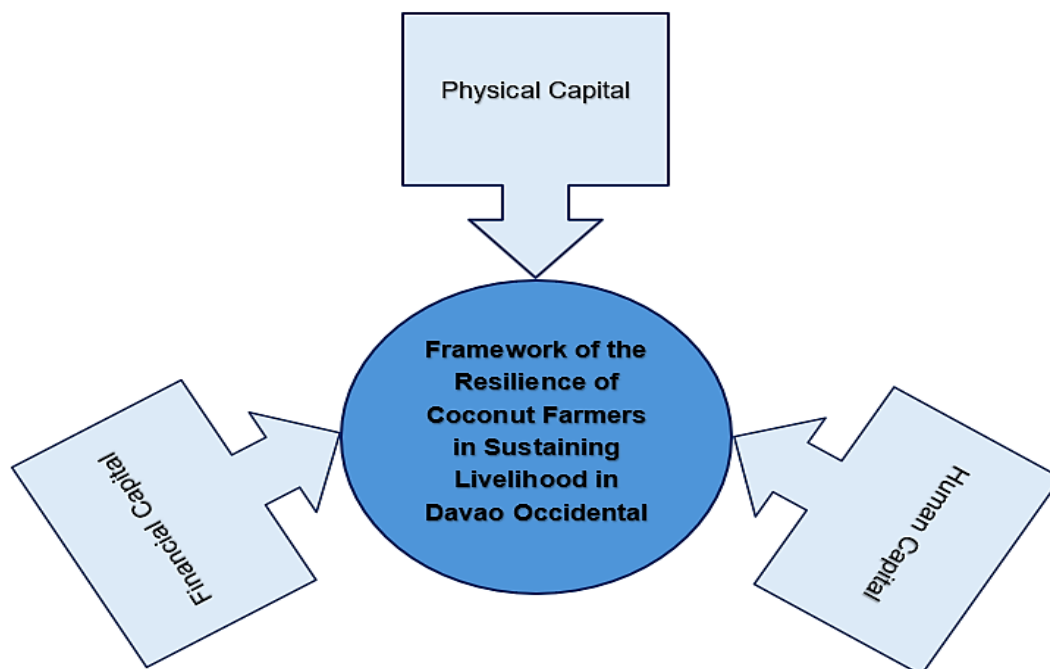 Physical Capital
Framework of the
Resilience of
Coconut Farmers
in Sustaining
Livelihood in
Davao Occidental
Financial Capital
Human Capital